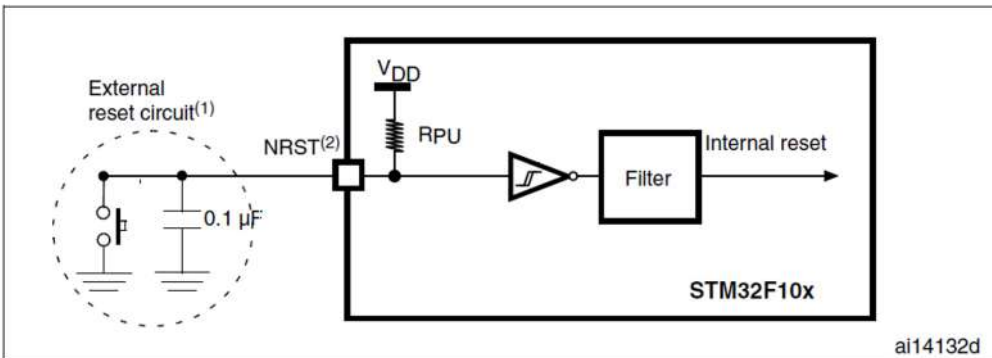 VDD
External
reset circuit(1)
NRST(2)
RPU
Internal reset
Filter
0.1 μF
STM32F10x
ai14132d